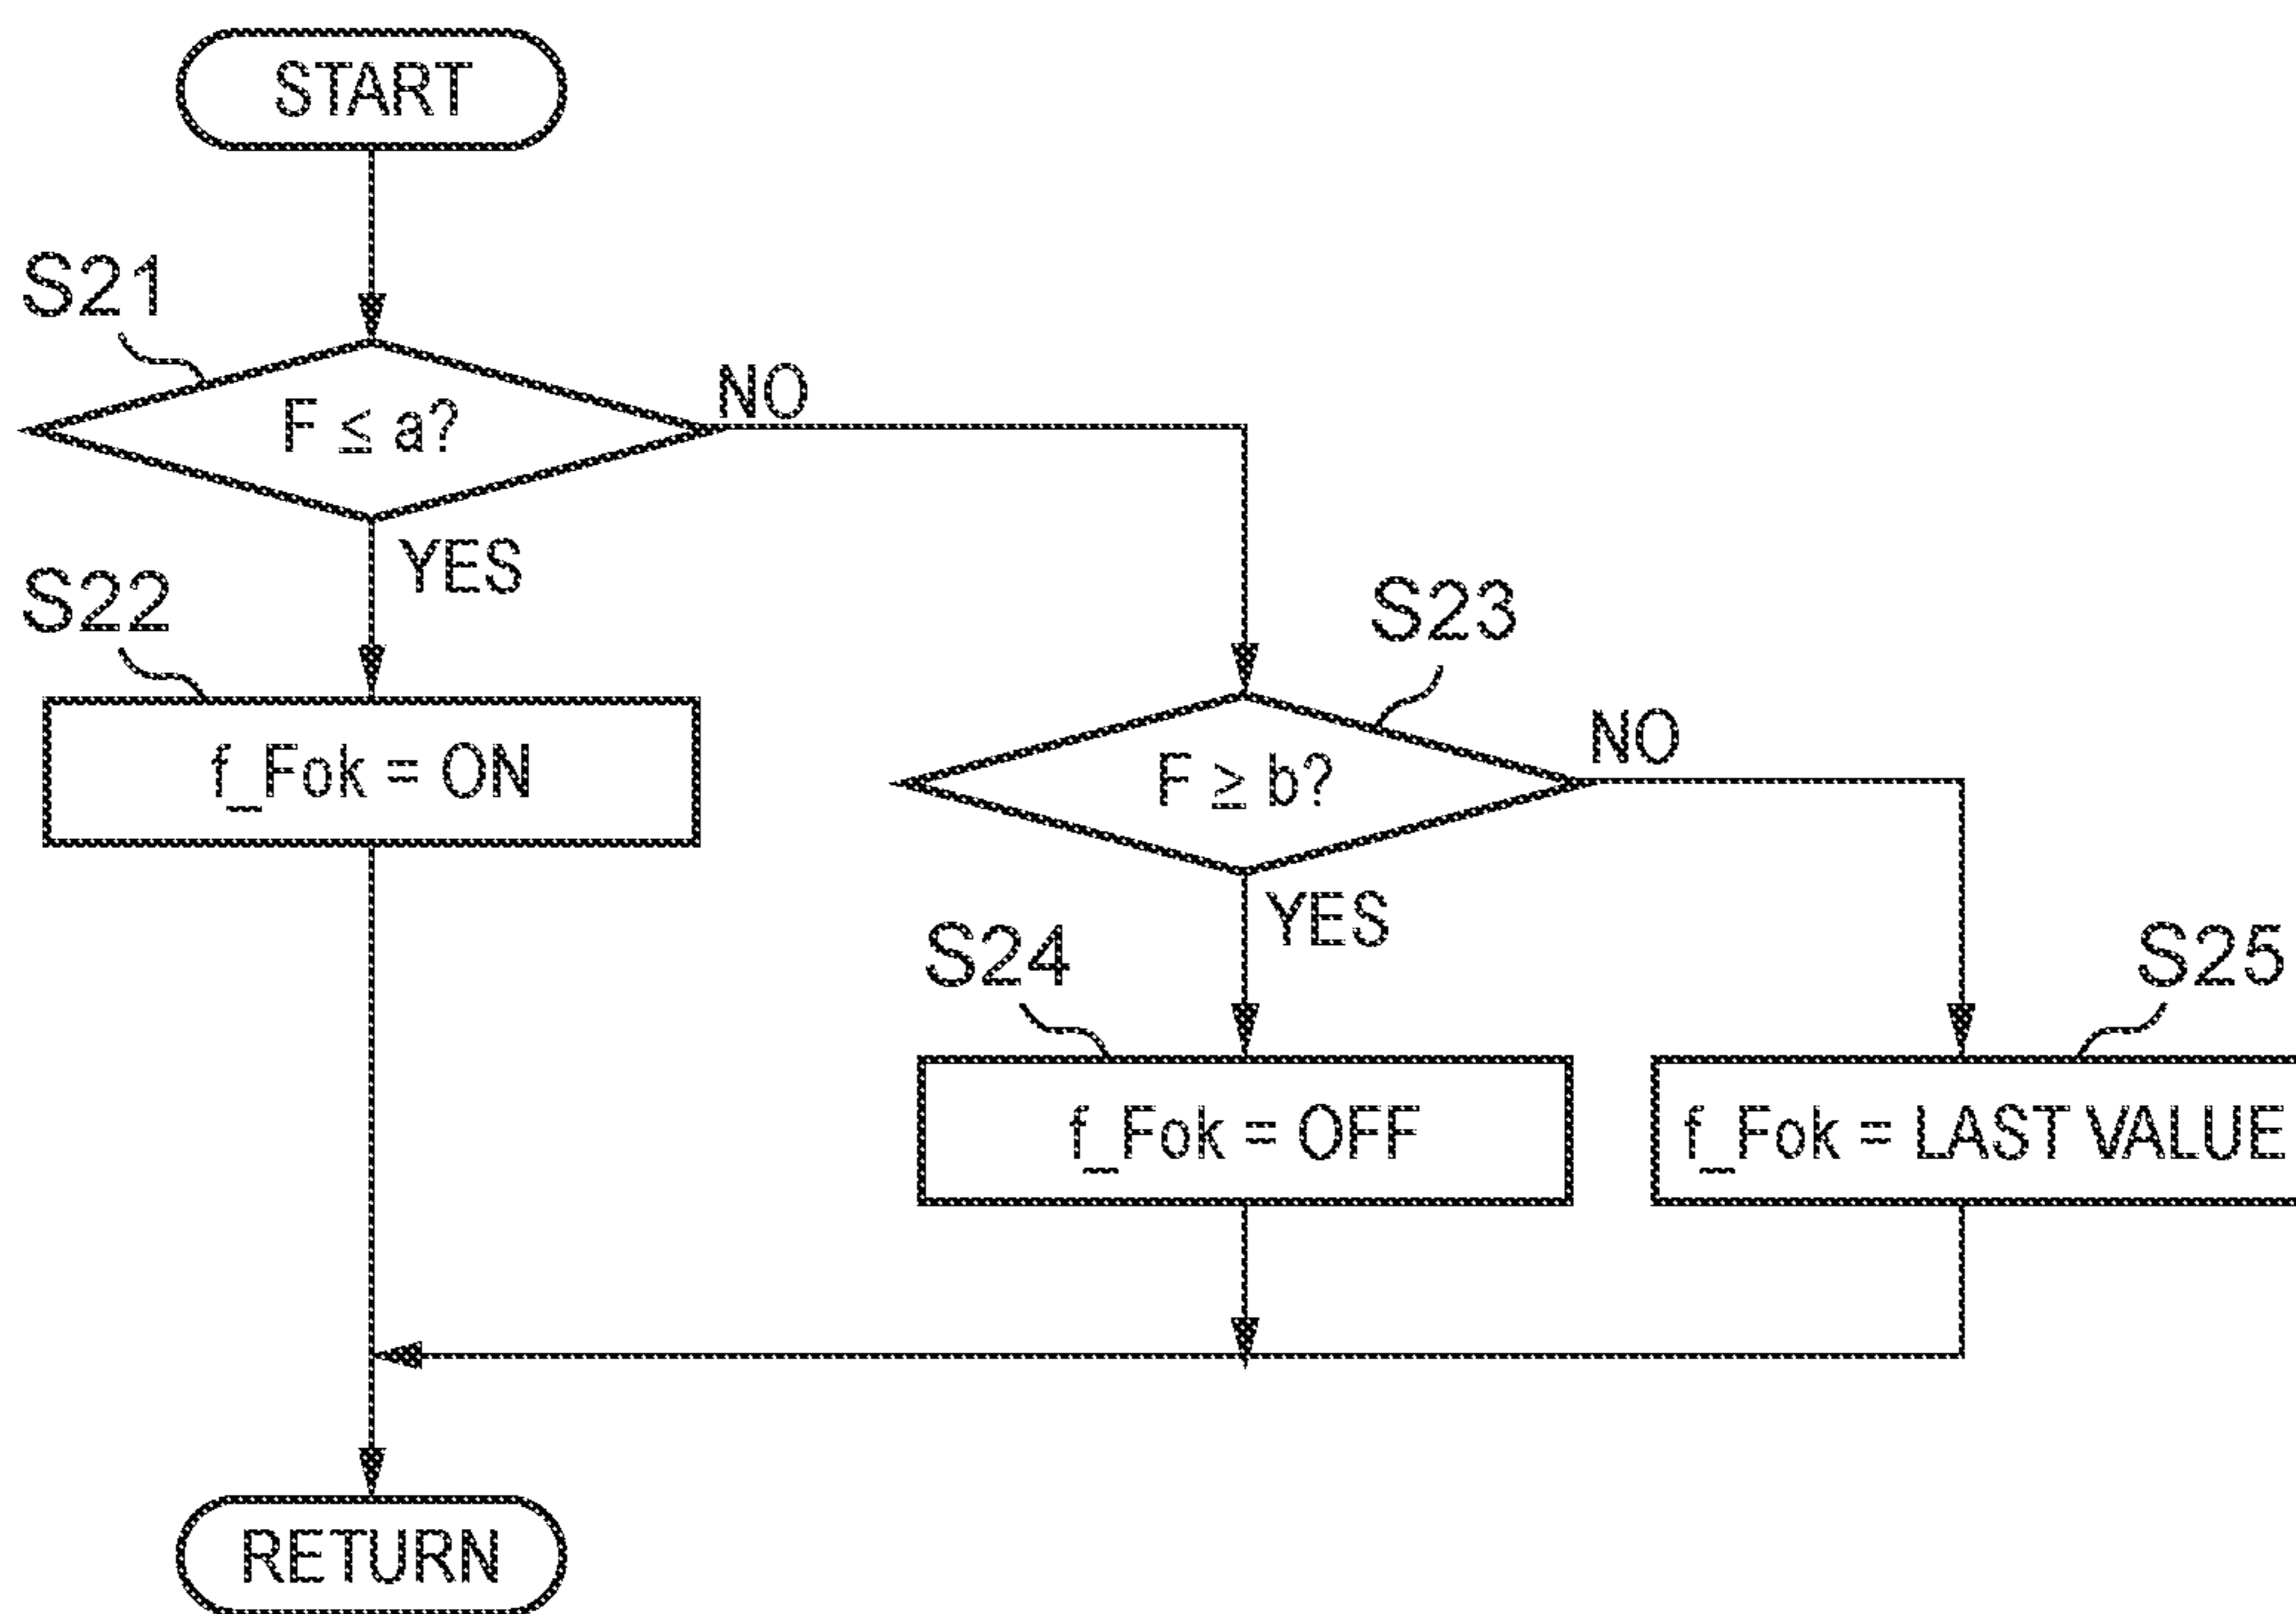 START
S21
F ≤ a?
NO
YES
S22
f_Fok = ON
S23
F ≥ b?
NO
YES
S24
f_Fok = OFF
S25
f_Fok = LAST VALUE
RETURN